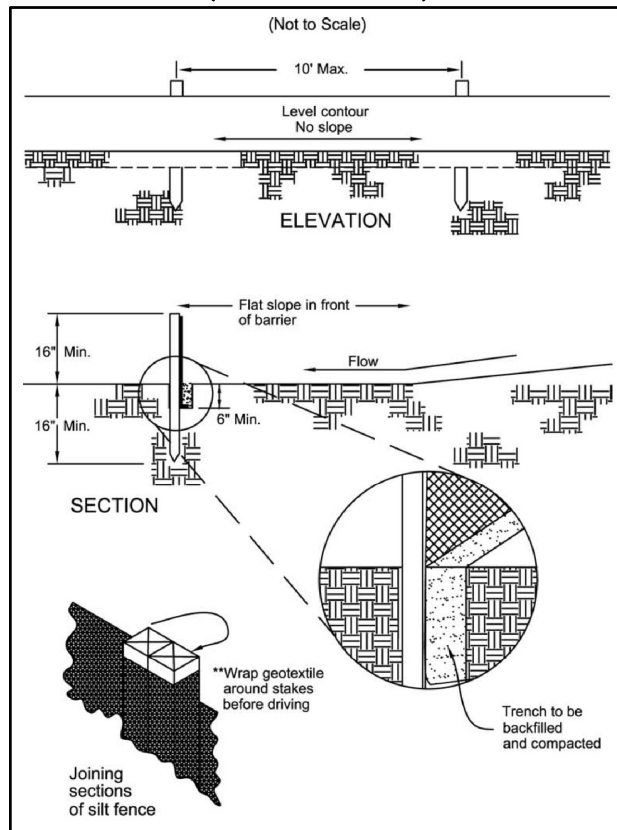 (Not to Scale)
10' Max.
Level contour
No slope
ELEVATION
Flat slope in front
of barrier
16" Min.
Flow
6" Min.
16" Min.
SECTION
**Wrap geotextile
around stakes
before driving
Trench to be
backfilled
and compacted
Joining
sections
of silt fence